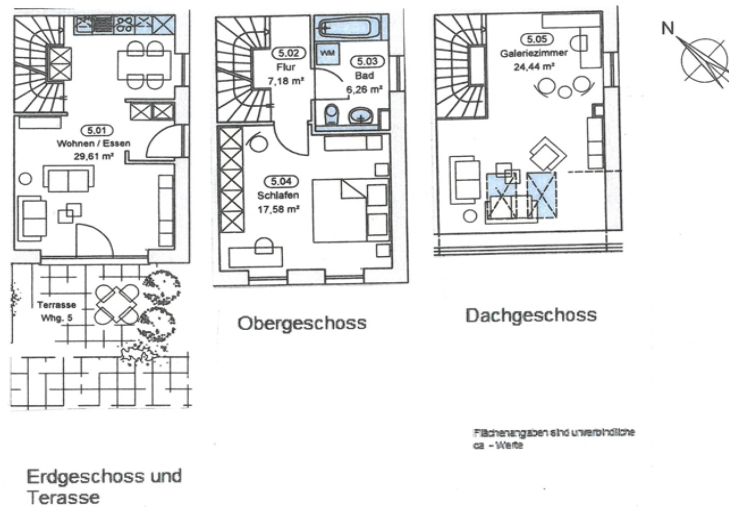 5.01
Wohnen / Essen
29,61 m²
Terrasse
Whg. 5
Erdgeschoss und
Terasse
5.02
Flur
7,18 m²
WM
5.03
Bad
6,26 m²
5.04
Schlafen
17,58 m²
Obergeschoss
5.05
Galeriezimmer
24,44 m²
Dachgeschoss
N
Flächenangaben sind unverbindliche
ca - Werte